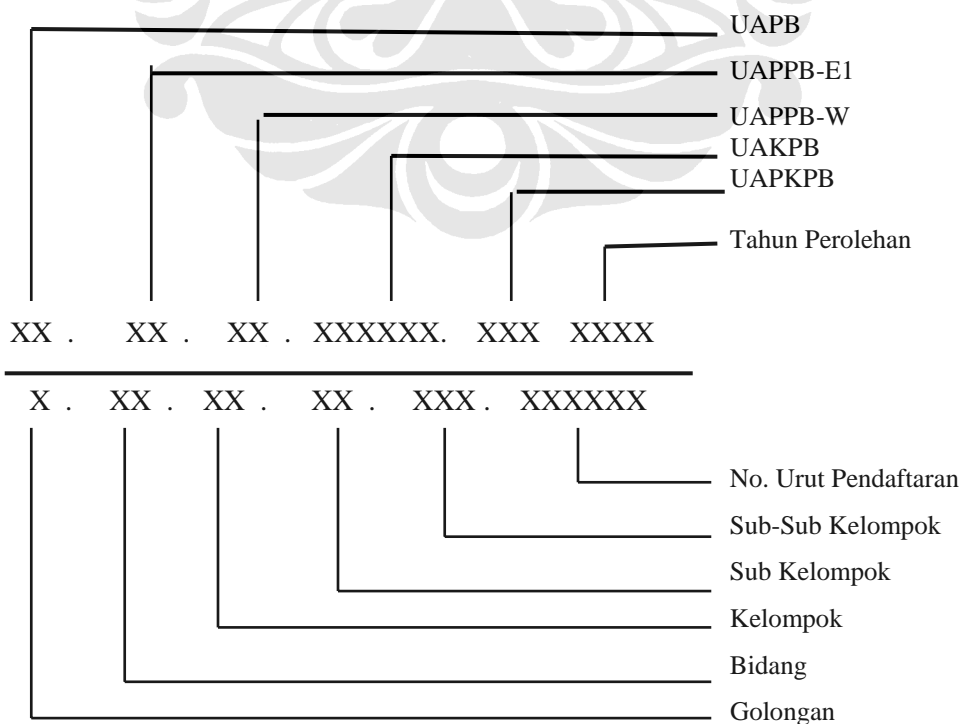 UAPB
UAPPB-E1
UAPPB-W
UAKPB
UAPKPB
Tahun Perolehan
XX . XX . XX . XXXXXX. XXX XXXX
X . XX . XX . XX . XXX . XXXXXX
No. Urut Pendaftaran
Sub-Sub Kelompok
Sub Kelompok
Kelompok
Bidang
Golongan